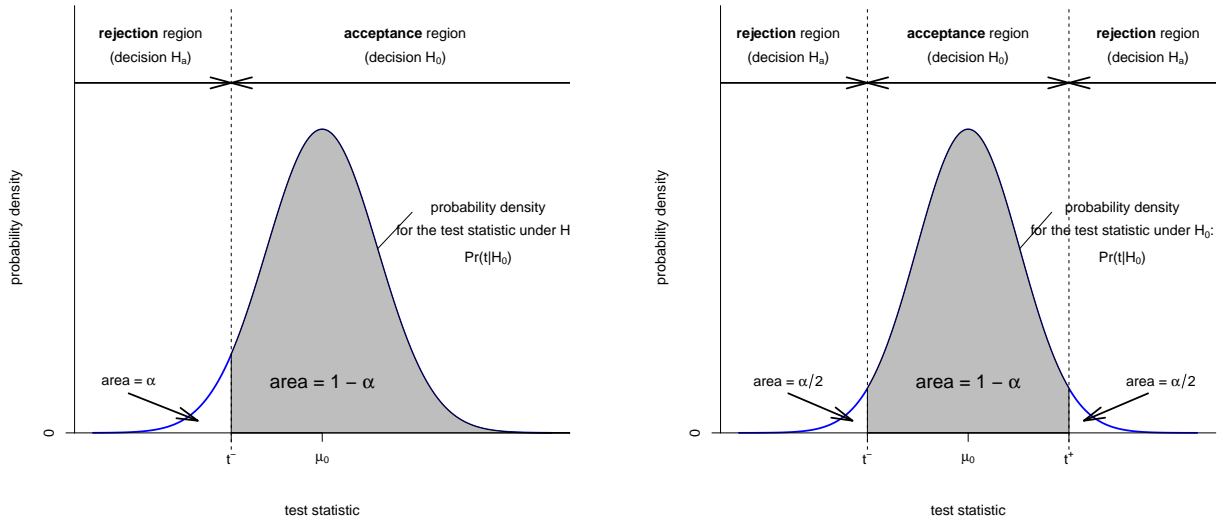 rejection region
(decision Hₐ)
acceptance region
(decision H₀)
probability density
probability density
for the test statistic under H
Pr(t|H₀)
area = α
area = 1 − α
0
t⁻
μ₀
test statistic
rejection region
(decision Hₐ)
acceptance region
(decision H₀)
rejection region
(decision Hₐ)
probability density
probability density
for the test statistic under H₀:
Pr(t|H₀)
area = α/2
area = 1 − α
area = α/2
0
t⁻
μ₀
t⁺
test statistic